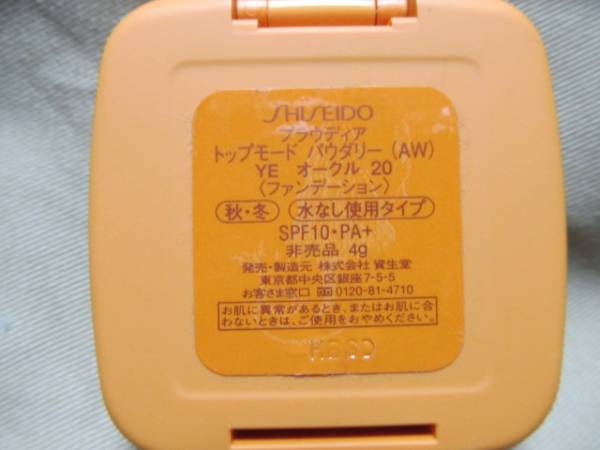 SHISEIDO
プラウディア
トップモード パウダリー (AW)
YE オークル 20
〈ファンデーション〉
秋・冬 水なし使用タイプ
SPF10・PA+
非売品 4g
発売・製造元 株式会社 資生堂
東京都中央区銀座7-5-5
お客さま窓口 0120-81-4710
お肌に異常があるとき、またはお肌に合
わないときは、ご使用をおやめください。